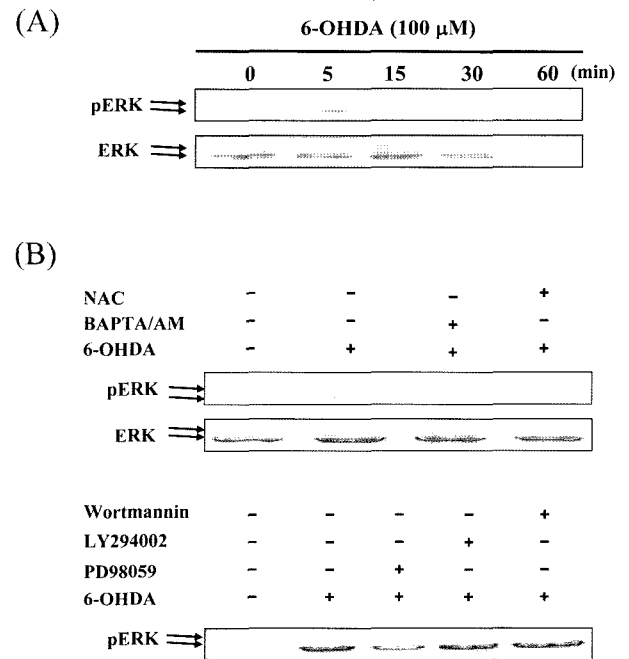 (A)
6-OHDA (100 μM)
0 5 15 30 60 (min)
pERK
ERK
(B)
NAC - - - +
BAPTA/AM - - + -
6-OHDA - + + +
pERK
ERK
Wortmannin - - - - +
LY294002 - - - + -
PD98059 - - + - -
6-OHDA - + + + +
pERK